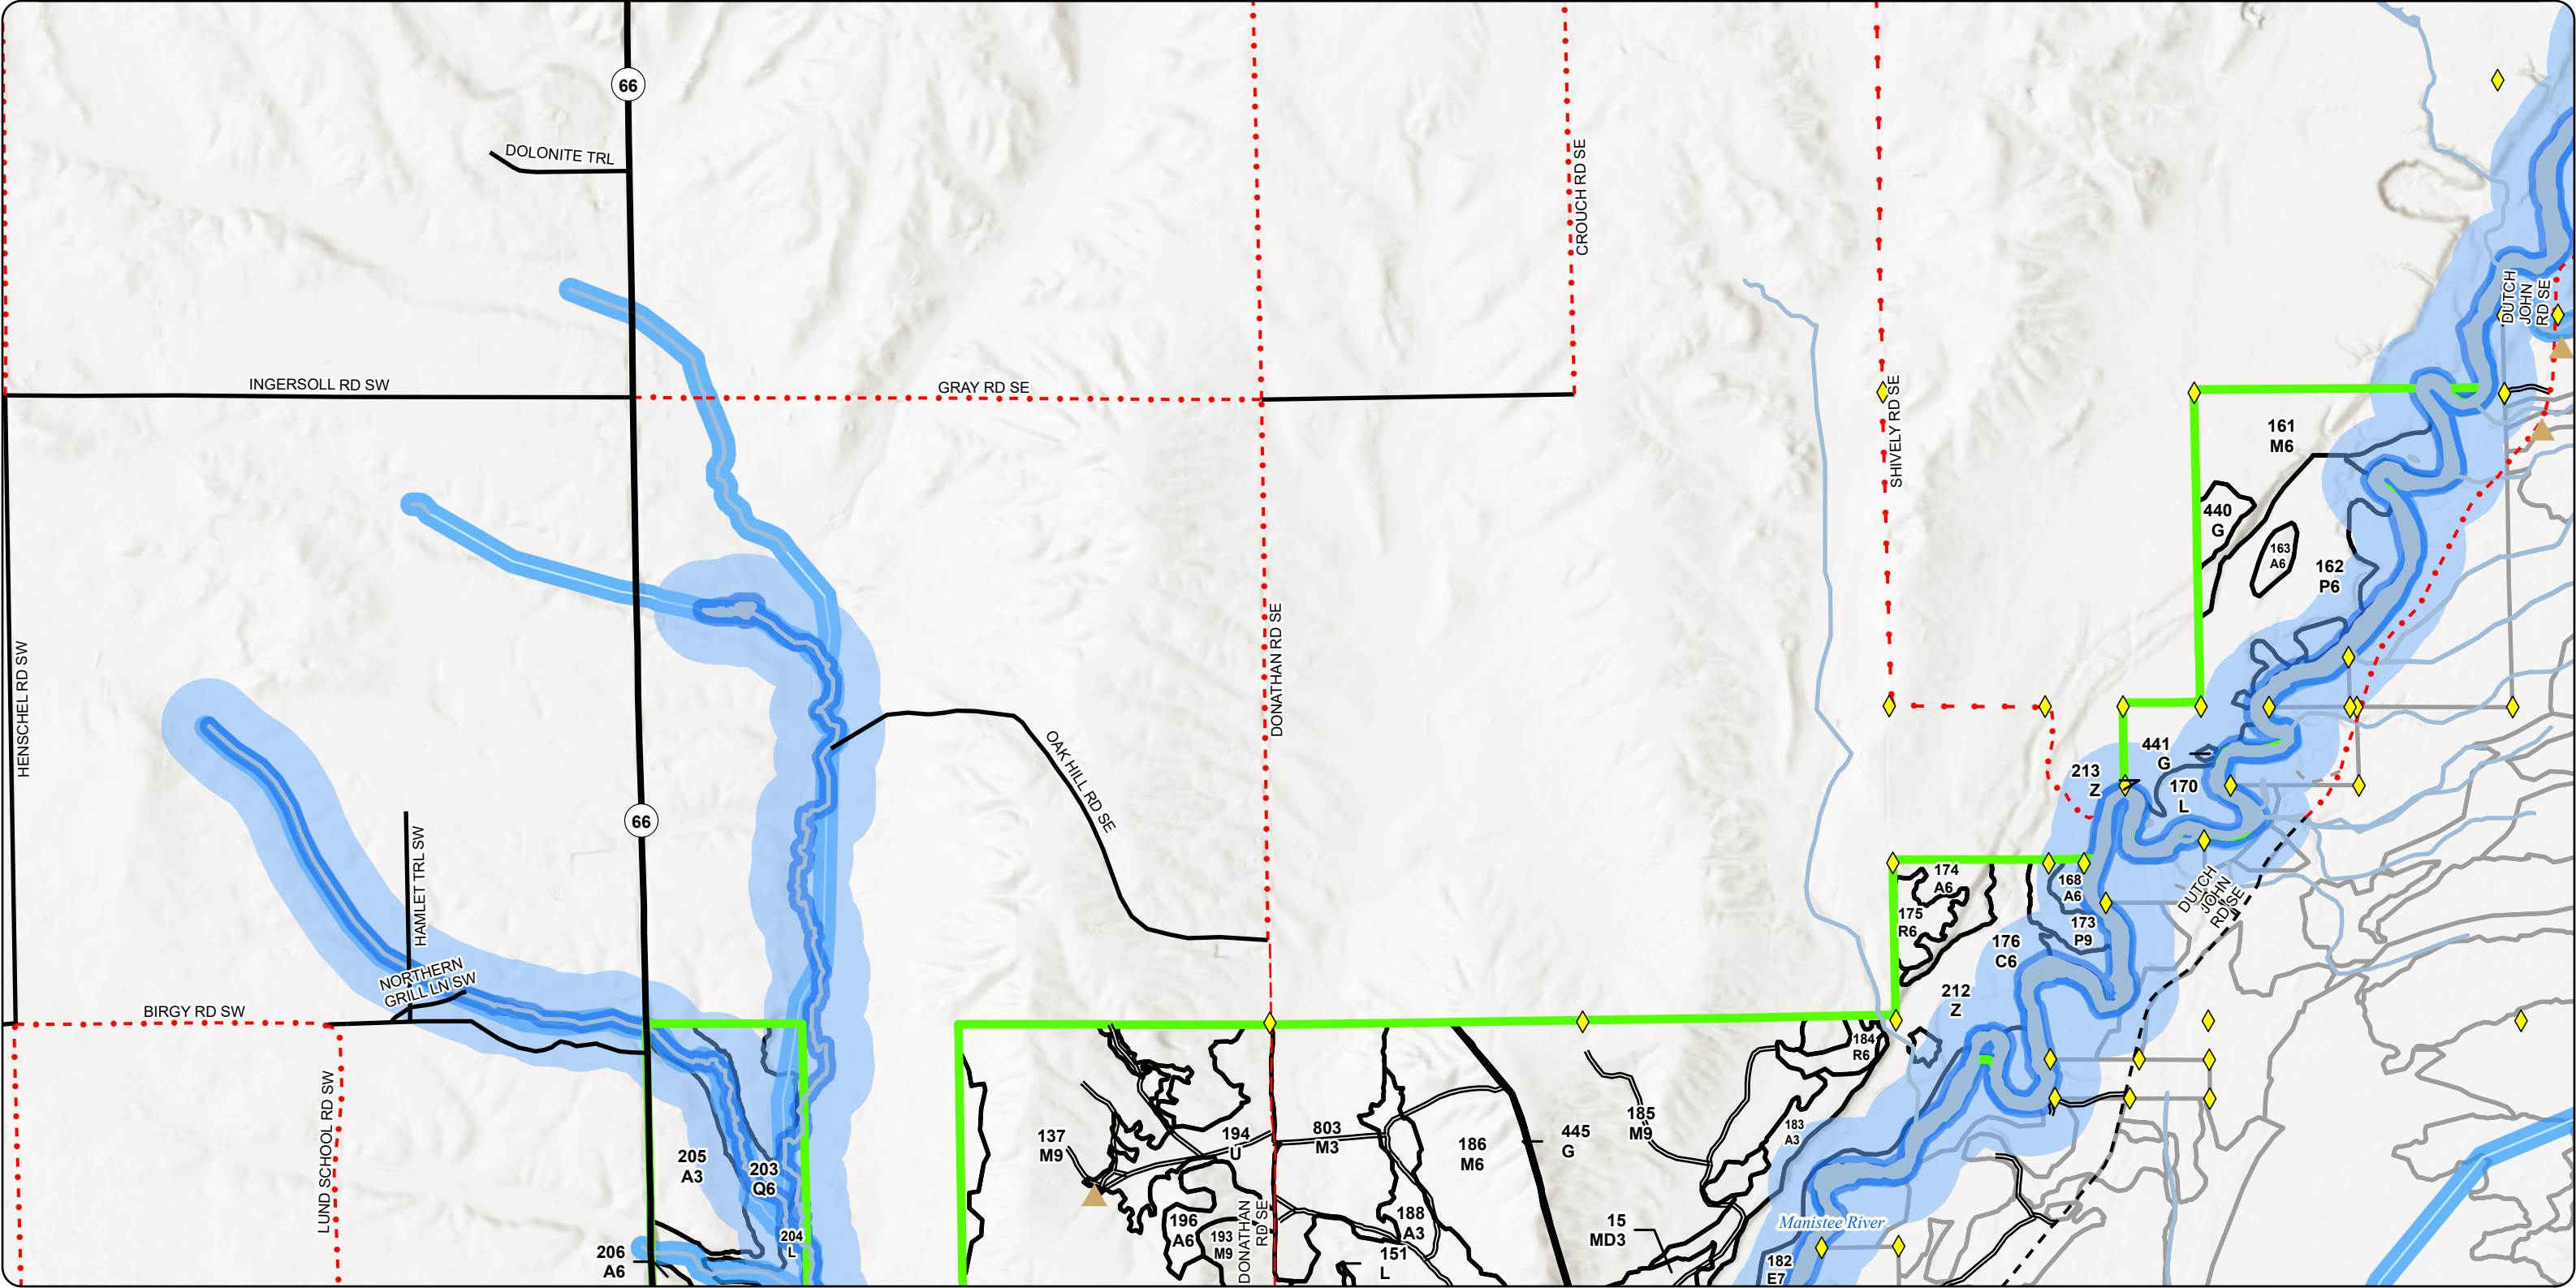 66
DOLONITE TRL
CROUCH RD SE
DUTCH
JOHN
RD SE
INGERSOLL RD SW
GRAY RD SE
SHIVELY RD SE
161
M6
440
G
163
A6
162
P6
HENSCHEL RD SW
DONATHAN RD SE
OAK HILL RD SE
441
G
213
Z
170
L
66
HAMLET TRL SW
174
A6
168
A6
DUTCH
JOHN
RD SE
175
R6
173
P9
176
C6
NORTHERN
GRILL LN SW
212
Z
BIRGY RD SW
184
R6
LUND SCHOOL RD SW
137
M9
194
U
803
M3
186
M6
445
G
185
M9
183
A3
205
A3
203
Q6
196
A6
193
M9
DONATHAN
RD SE
188
A3
15
MD3
Manistee River
204
L
206
A6
151
L
182
E7